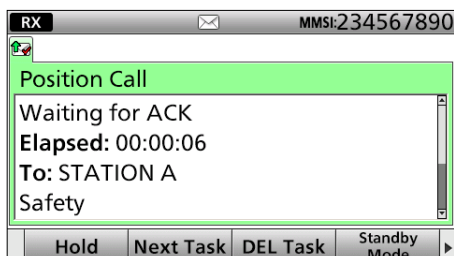 RX MMSI:234567890
Position Call
Waiting for ACK
Elapsed: 00:00:06
To: STATION A
Safety
Hold Next Task DEL Task Standby Mode